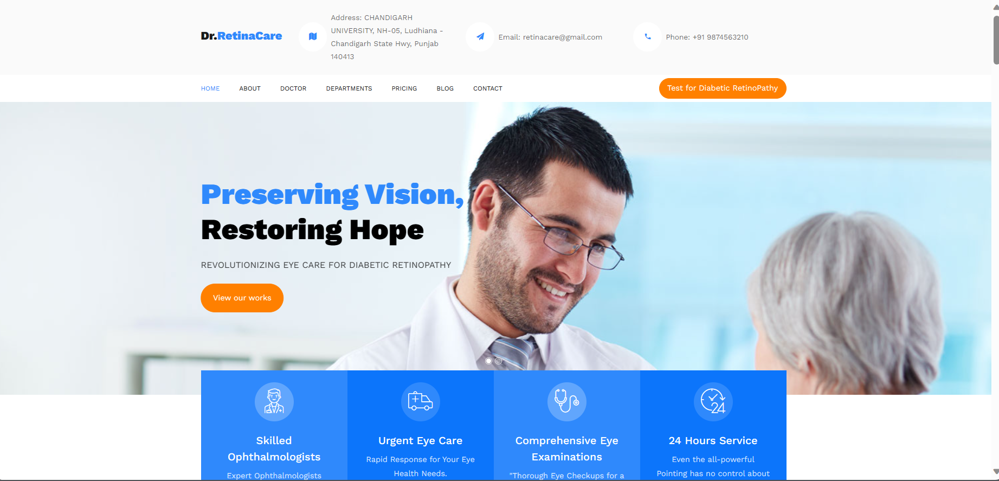 Dr.RetinaCare
Address: CHANDIGARH
UNIVERSITY, NH-05, Ludhiana -
Chandigarh State Hwy, Punjab
140413
Email: retinacare@gmail.com
Phone: +91 9874563210
HOME ABOUT DOCTOR DEPARTMENTS PRICING BLOG CONTACT
Test for Diabetic RetinoPathy
Preserving Vision,
Restoring Hope
REVOLUTIONIZING EYE CARE FOR DIABETIC RETINOPATHY
View our works
Skilled
Ophthalmologists
Expert Ophthalmologists
Urgent Eye Care
Rapid Response for Your Eye
Health Needs.
Comprehensive Eye
Examinations
"Thorough Eye Checkups for a
24
24 Hours Service
Even the all-powerful
Pointing has no control about